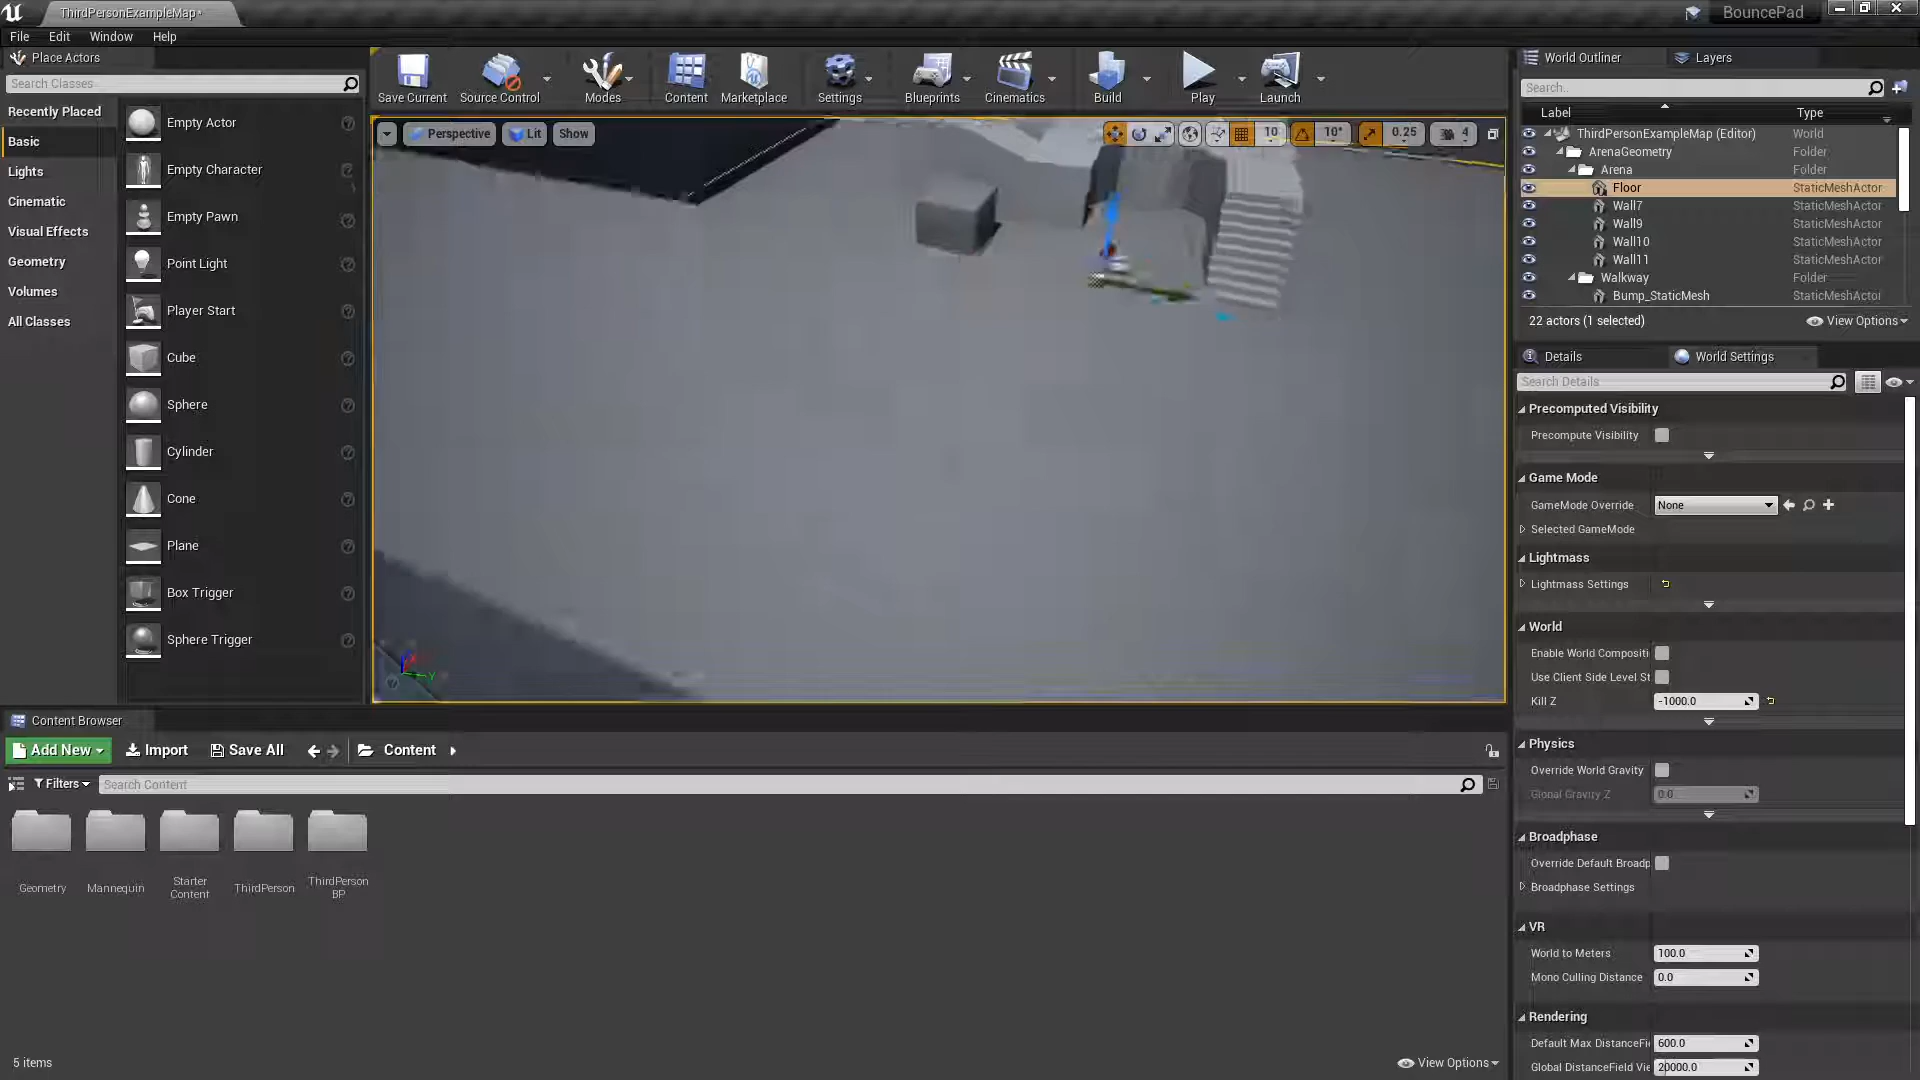 ThirdPersonExampleMap*
BouncePad
File
Edit
Window
Help
Place Actors
Search Classes
Recently Placed
Basic
Lights
Cinematic
Visual Effects
Geometry
Volumes
All Classes
Empty Actor
Empty Character
Empty Pawn
Point Light
Player Start
Cube
Sphere
Cylinder
Cone
Plane
Box Trigger
Sphere Trigger
Save Current
Source Control
Modes
Content
Marketplace
Settings
Blueprints
Cinematics
Build
Play
Launch
Perspective
Lit
Show
10
10°
0.25
4
World Outliner
Layers
Search..
Label
Type
ThirdPersonExampleMap (Editor)
World
ArenaGeometry
Folder
Arena
Folder
Floor
StaticMeshActor
Wall7
StaticMeshActor
Wall9
StaticMeshActor
Wall10
StaticMeshActor
Wall11
StaticMeshActor
Walkway
Folder
Bump_StaticMesh
StaticMeshActor
22 actors (1 selected)
View Options
Details
World Settings
Search Details
Precomputed Visibility
Precompute Visibility
Game Mode
GameMode Override
None
Selected GameMode
Lightmass
Lightmass Settings
World
Enable World Compositi
Use Client Side Level St
Kill Z
-1000.0
Physics
Override World Gravity
Global Gravity Z
0.0
Broadphase
Override Default Broadp
Broadphase Settings
VR
World to Meters
100.0
Mono Culling Distance
0.0
Rendering
Default Max DistanceFie
600.0
Global DistanceField Vie
20000.0
Content Browser
Add New
Import
Save All
Content
Filters
Search Content
Geometry
Mannequin
Starter
Content
ThirdPerson
ThirdPerson
BP
5 items
View Options